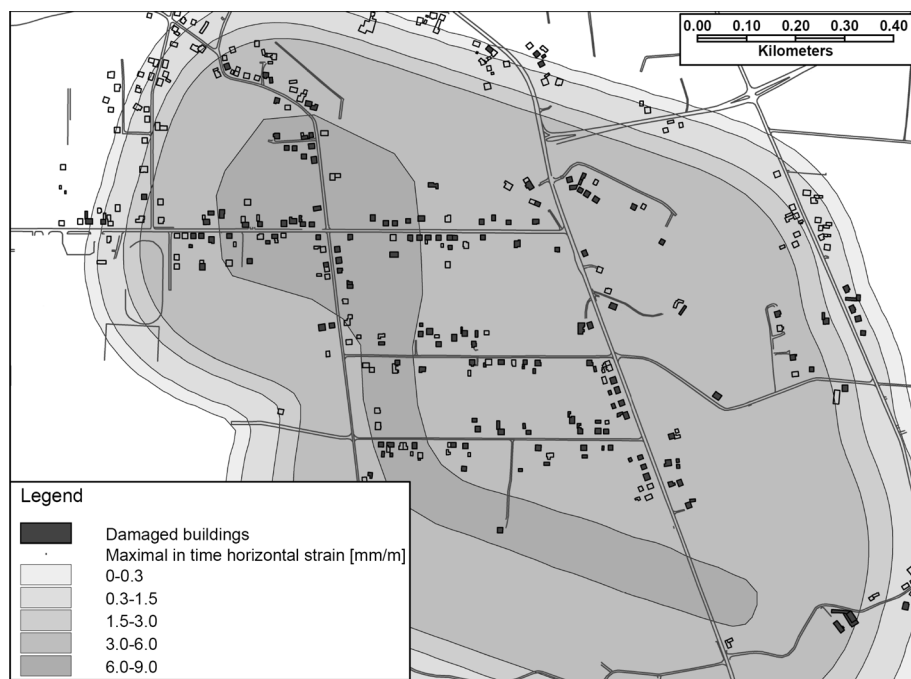 0.00 0.10 0.20 0.30 0.40
Kilometers
Legend
Damaged buildings
Maximal in time horizontal strain [mm/m]
0-0.3
0.3-1.5
1.5-3.0
3.0-6.0
6.0-9.0